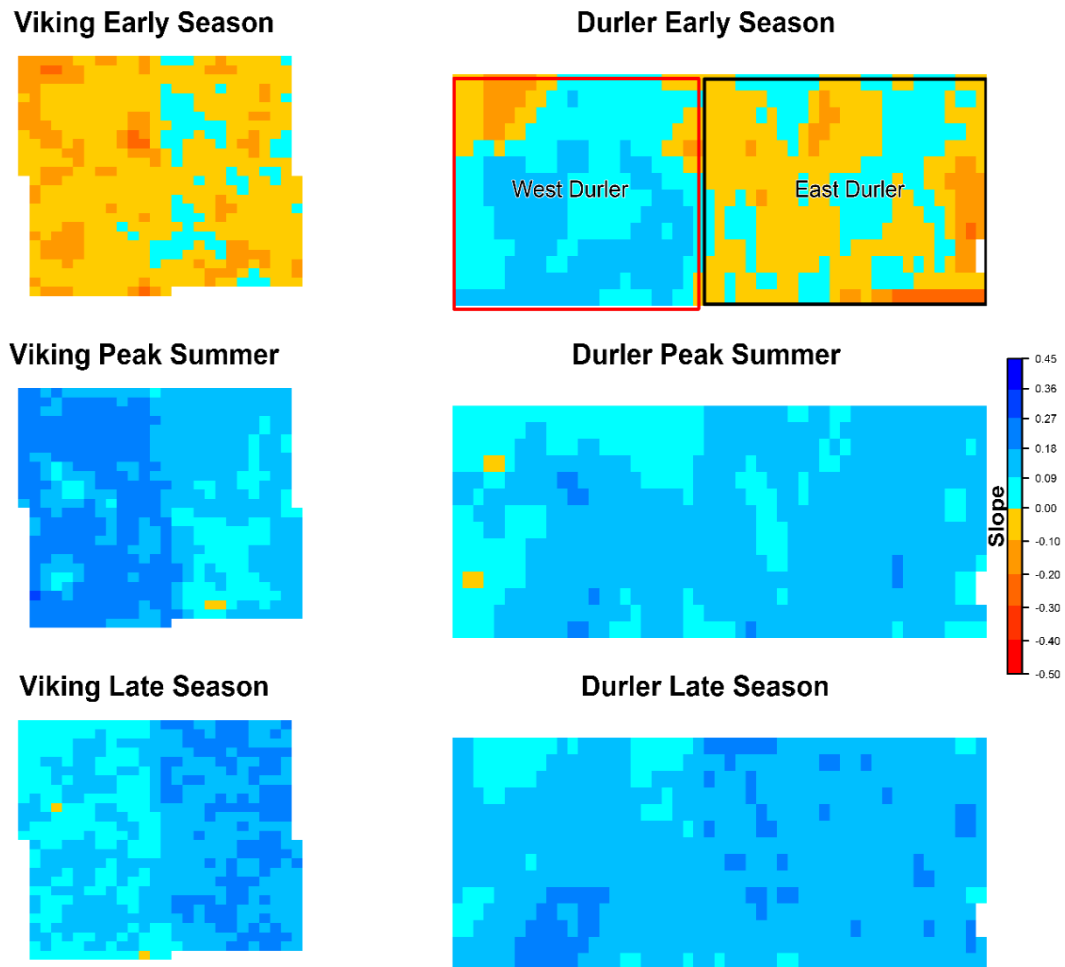 Viking Early Season
Durler Early Season
West Durler
East Durler
Viking Peak Summer
Durler Peak Summer
Slope
0.45
0.36
0.27
0.18
0.09
0.00
-0.10
-0.20
-0.30
-0.40
-0.50
Viking Late Season
Durler Late Season